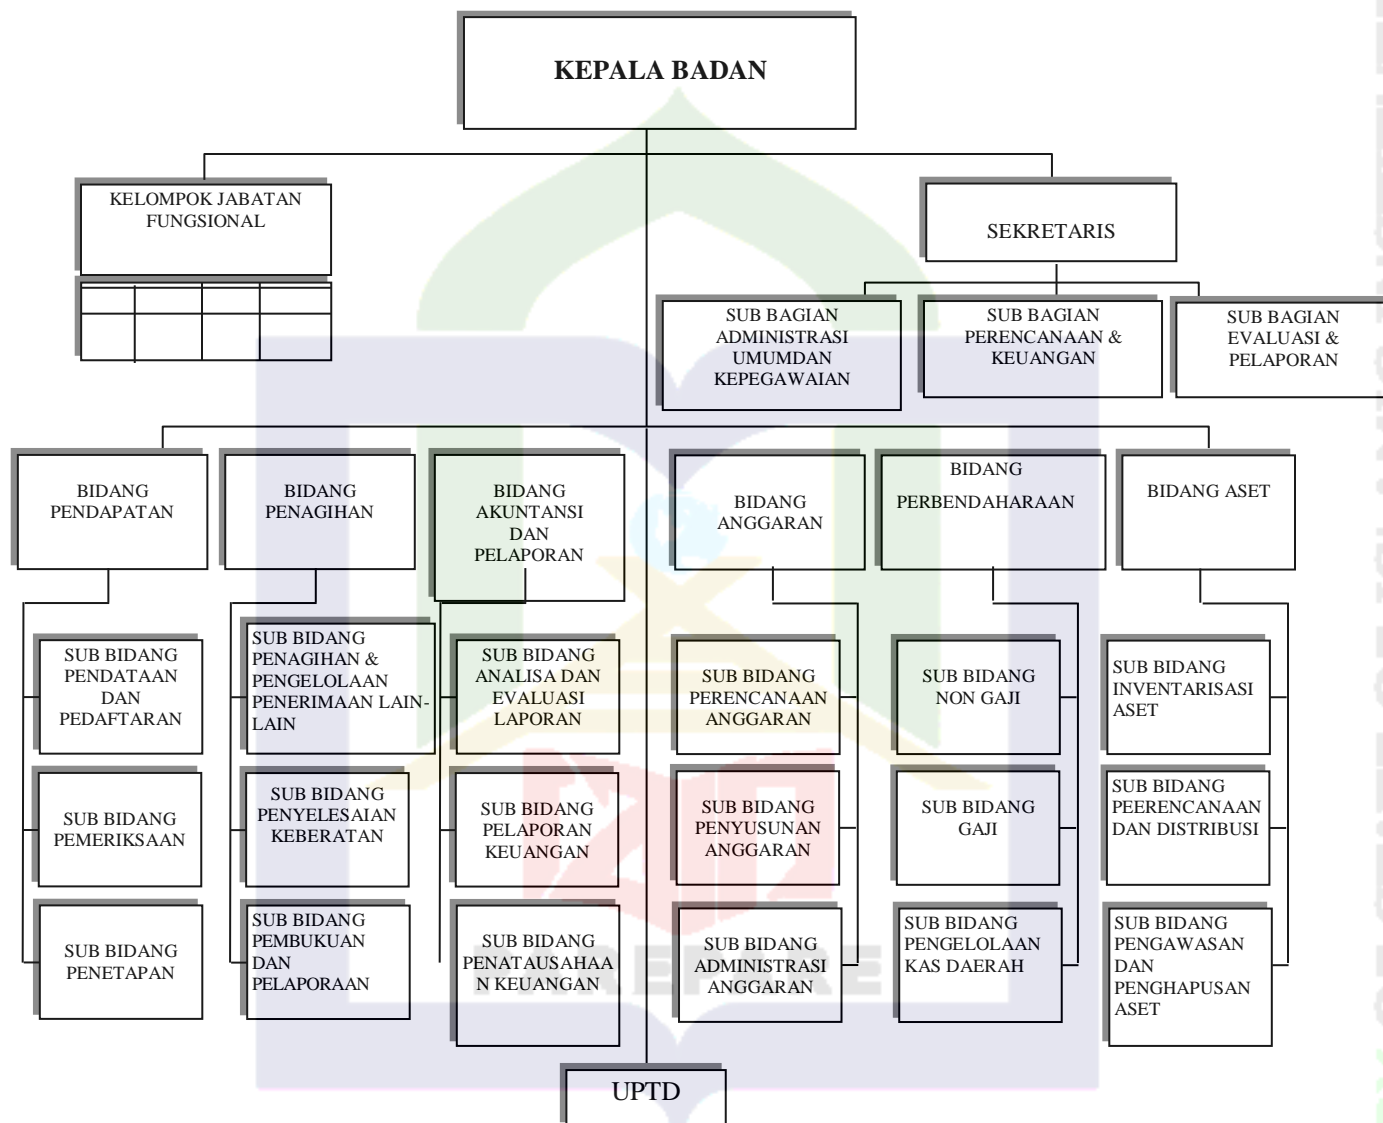 KEPALA BADAN
KELOMPOK JABATAN
FUNGSIONAL
SEKRETARIS
SUB BAGIAN
ADMINISTRASI
UMUMDAN
KEPEGAWAIAN
SUB BAGIAN
PERENCANAAN &
KEUANGAN
SUB BAGIAN
EVALUASI &
PELAPORAN
BIDANG
PENDAPATAN
BIDANG
PENAGIHAN
BIDANG
AKUNTANSI
DAN
PELAPORAN
BIDANG
ANGGARAN
BIDANG
PERBENDAHARAAN
BIDANG ASET
SUB BIDANG
PENDATAAN
DAN
PEDAFTARAN
SUB BIDANG
PENAGIHAN &
PENGELOLAAN
PENERIMAAN LAIN-
LAIN
SUB BIDANG
ANALISA DAN
EVALUASI
LAPORAN
SUB BIDANG
PERENCANAAN
ANGGARAN
SUB BIDANG
NON GAJI
SUB BIDANG
INVENTARISASI
ASET
SUB BIDANG
PEMERIKSAAN
SUB BIDANG
PENYELESAIAN
KEBERATAN
SUB BIDANG
PELAPORAN
KEUANGAN
SUB BIDANG
PENYUSUNAN
ANGGARAN
SUB BIDANG
GAJI
SUB BIDANG
PEERENCANAAN
DAN DISTRIBUSI
SUB BIDANG
PENETAPAN
SUB BIDANG
PEMBUKUAN
DAN
PELAPORAAN
SUB BIDANG
PENATAUSAHAA
N KEUANGAN
SUB BIDANG
ADMINISTRASI
ANGGARAN
SUB BIDANG
PENGELOLAAN
KAS DAERAH
SUB BIDANG
PENGAWASAN
DAN
PENGHAPUSAN
ASET
PAREPARE
UPTD